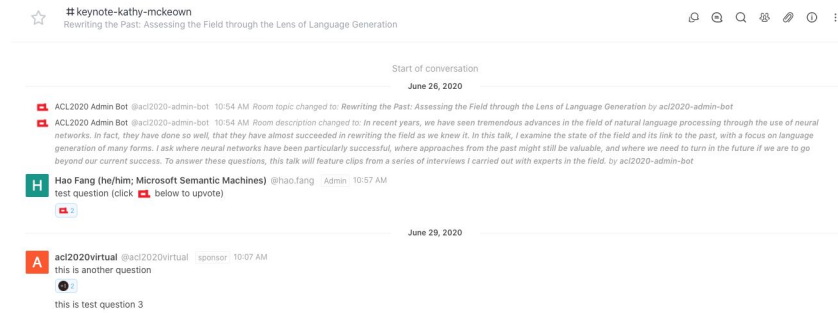 #keynote-kathy-mckeown
Rewriting the Past: Assessing the Field through the Lens of Language Generation
Start of conversation
June 26, 2020
ACL2020 Admin Bot @acl2020-admin-bot 10:54 AM Room topic changed to: Rewriting the Past: Assessing the Field through the Lens of Language Generation by acl2020-admin-bot
ACL2020 Admin Bot @acl2020-admin-bot 10:54 AM Room description changed to: In recent years, we have seen tremendous advances in the field of natural language processing through the use of neural
networks. In fact, they have done so well, that they have almost succeeded in rewriting the field as we knew it. In this talk, I examine the state of the field and its link to the past, with a focus on language
generation of many forms. I ask where neural networks have been particularly successful, where approaches from the past might still be valuable, and where we need to turn in the future if we are to go
beyond our current success. To answer these questions, this talk will feature clips from a series of interviews I carried out with experts in the field. by acl2020-admin-bot
H
Hao Fang (he/him; Microsoft Semantic Machines) @hao.fang Admin 10:57 AM
test question (click below to upvote)
2
June 29, 2020
A
acl2020virtual @acl2020virtual sponsor 10:07 AM
this is another question
+1 2
this is test question 3